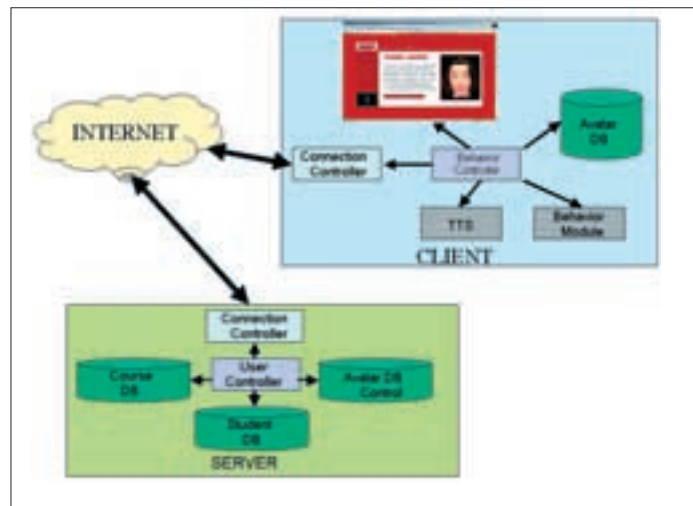 INTERNET
Connection
Controller
Behavior
Controller
Avatar
DB
TTS
Behavior
Module
CLIENT
Connection
Controller
Course
DB
User
Controller
Avatar DB
Control
Student
DB
SERVER